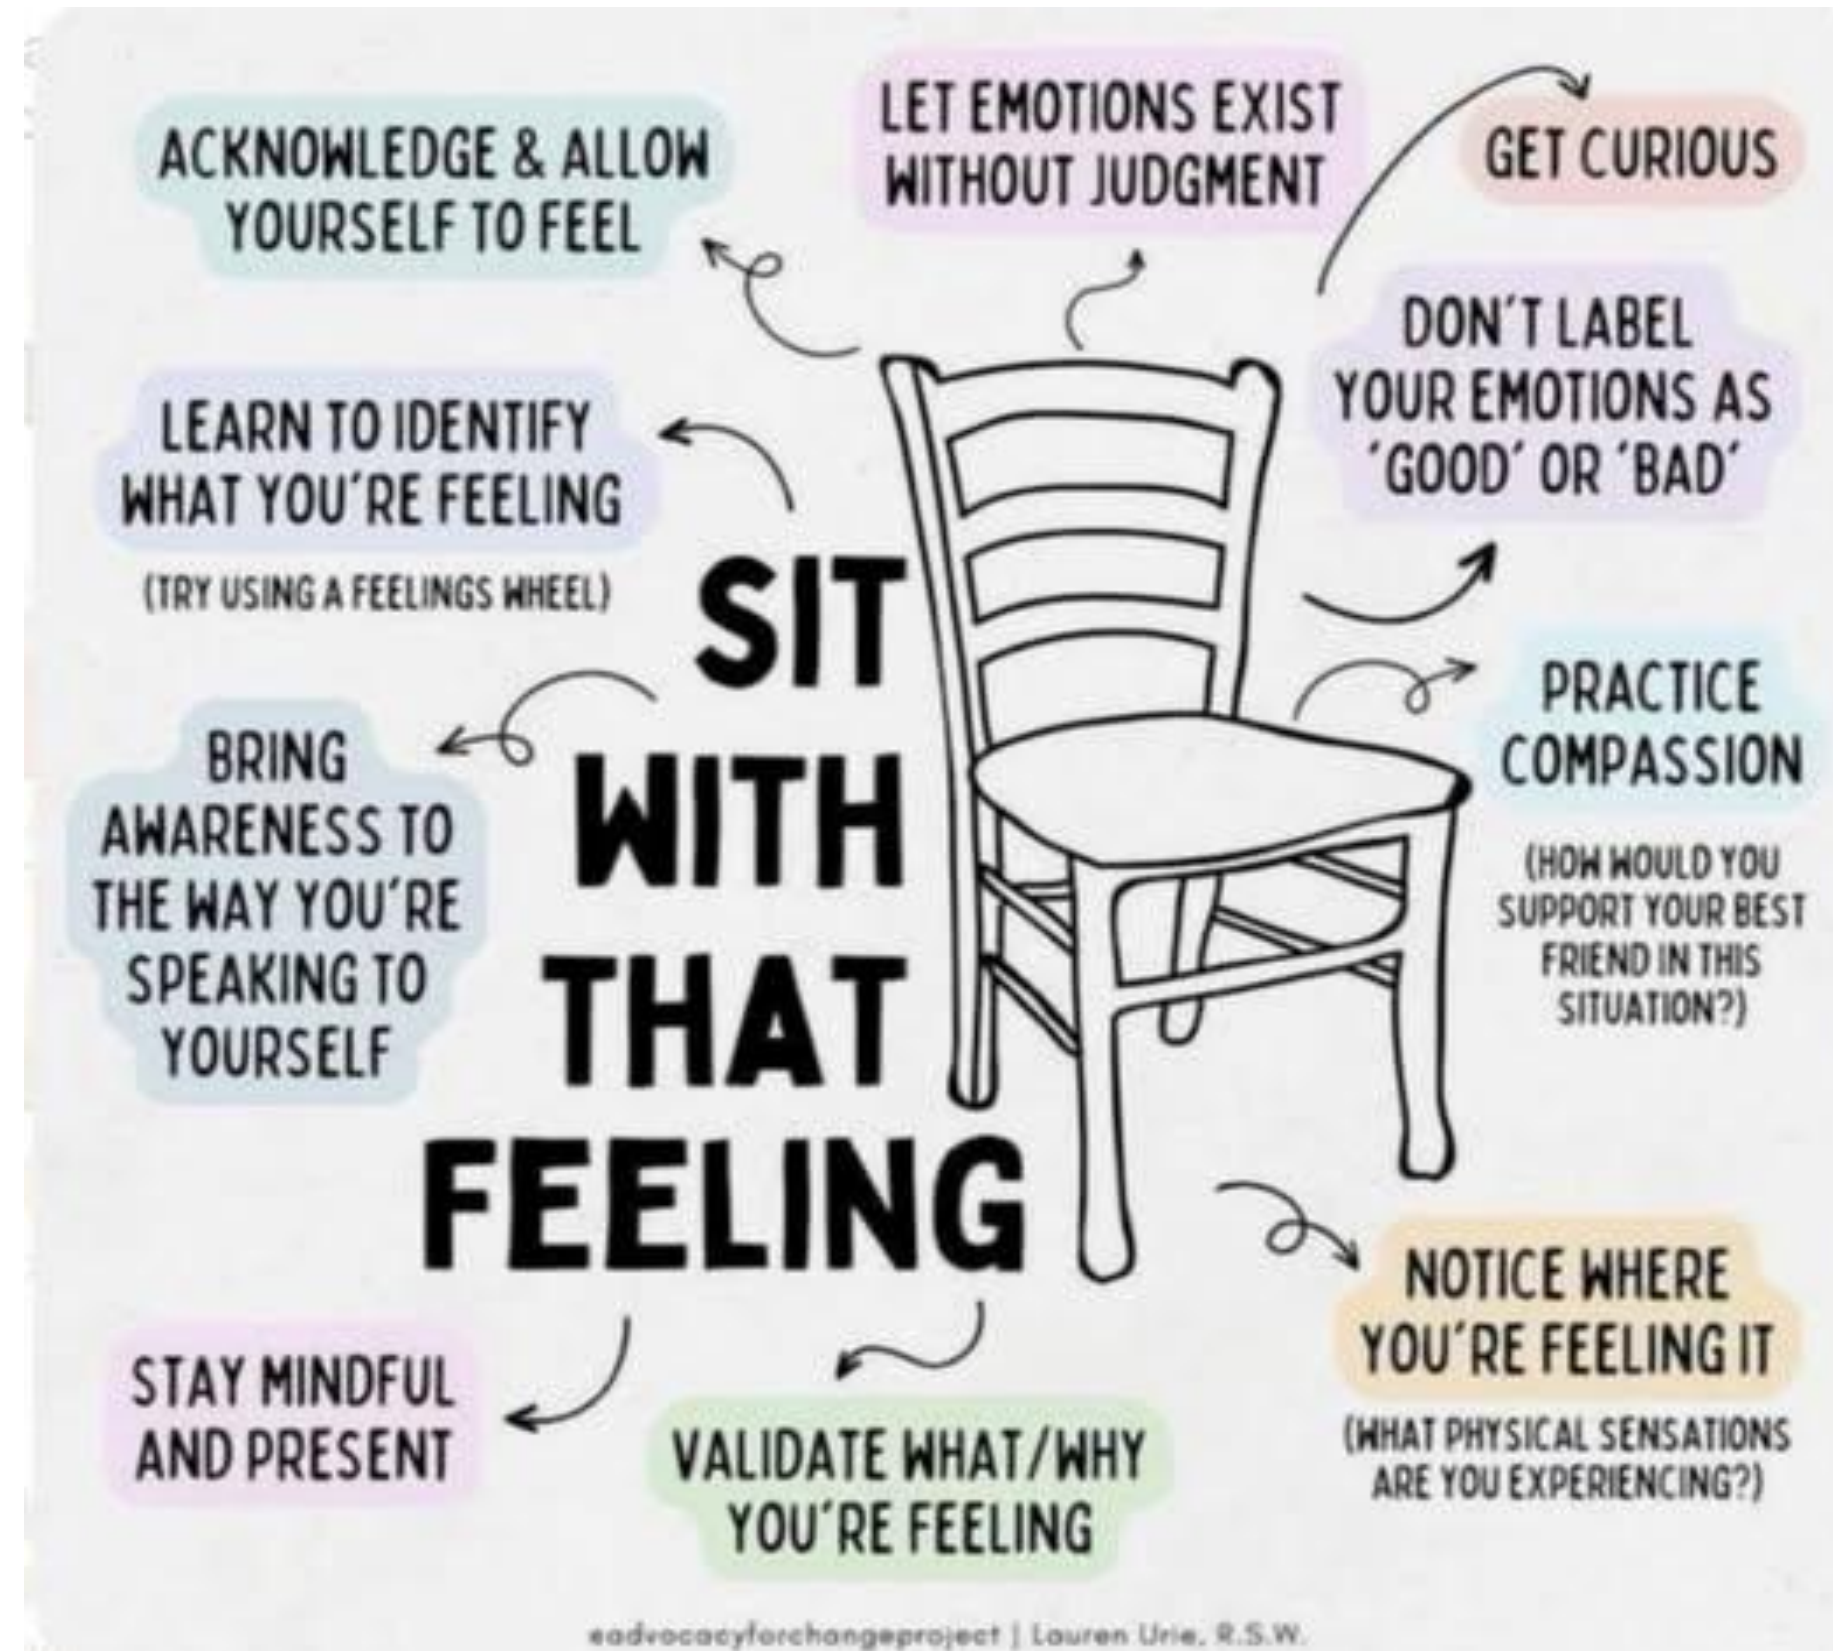 ACKNOWLEDGE & ALLOW
YOURSELF TO FEEL
LET EMOTIONS EXIST
WITHOUT JUDGMENT
GET CURIOUS
DON'T LABEL
YOUR EMOTIONS AS
'GOOD' OR 'BAD'
LEARN TO IDENTIFY
WHAT YOU'RE FEELING
(TRY USING A FEELINGS WHEEL)
SIT
WITH
THAT
FEELING
PRACTICE
COMPASSION
(HOW WOULD YOU
SUPPORT YOUR BEST
FRIEND IN THIS
SITUATION?)
BRING
AWARENESS TO
THE WAY YOU'RE
SPEAKING TO
YOURSELF
NOTICE WHERE
YOU'RE FEELING IT
(WHAT PHYSICAL SENSATIONS
ARE YOU EXPERIENCING?)
STAY MINDFUL
AND PRESENT
VALIDATE WHAT/WHY
YOU'RE FEELING
eadvocacyforchangeproject | Lauren Urie, R.S.W.